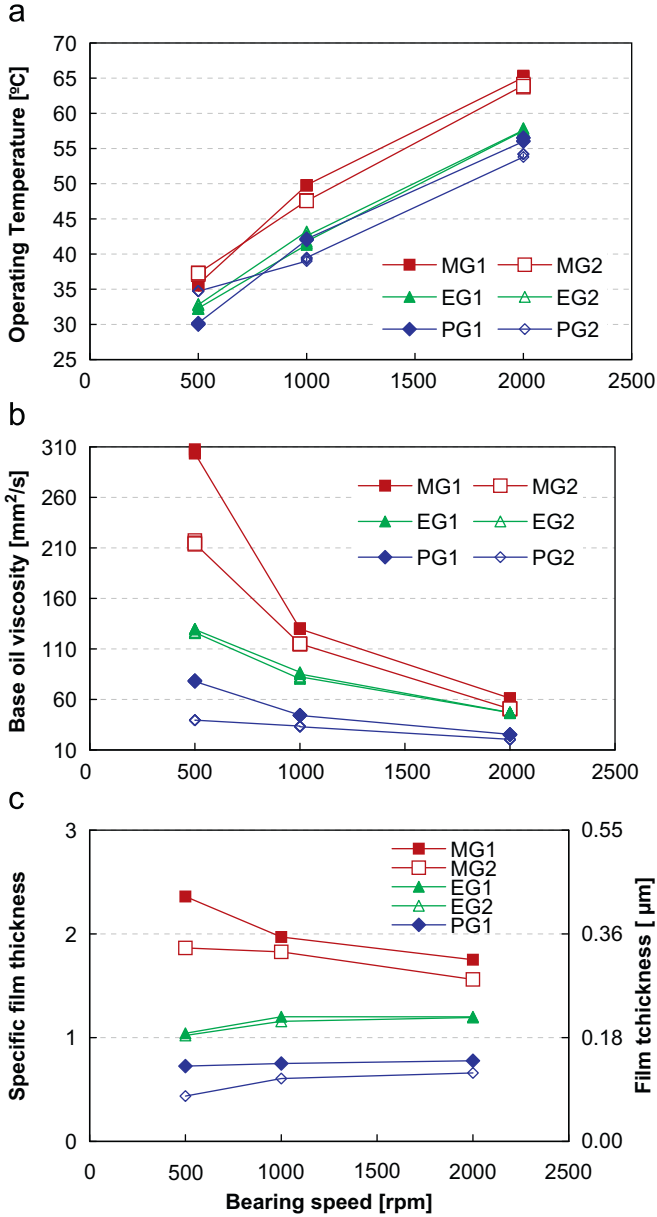 a
Operating Temperature [ºC]
70
65
60
55
50
45
40
35
30
25
MG1 MG2
EG1 EG2
PG1 PG2
0 500 1000 1500 2000 2500
b
Base oil viscosity [mm²/s]
310
260
210
160
110
60
10
MG1 MG2
EG1 EG2
PG1 PG2
0 500 1000 1500 2000 2500
c
Specific film thickness
3
2
1
0
MG1
MG2
EG1
EG2
PG1
0.55
0.36
0.18
0.00
Film tchickness [ µm]
0 500 1000 1500 2000 2500
Bearing speed [rpm]